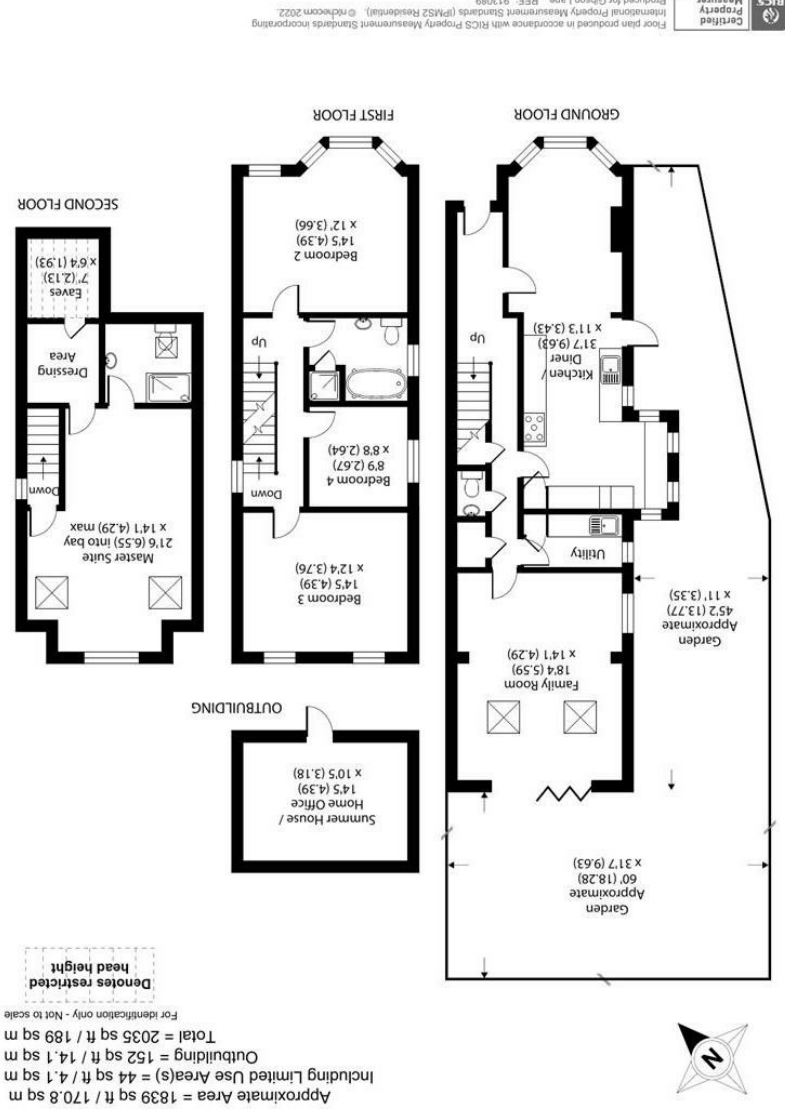 Approximate Area = 1839 sq ft / 170.8 sq m
Including Limited Use Area(s) = 44 sq ft / 4.1 sq m
Outbuilding = 152 sq ft / 14.1 sq m
Total = 2035 sq ft / 189 sq m
For identification only - Not to scale
N
Denotes restricted
head height
Garden
Approximate
60' (18.28)
x 31'7 (9.63)
Summer House /
Home Office
14'5 (4.39)
x 10'5 (3.18)
OUTBUILDING
Family Room
18'4 (5.59)
x 14'1 (4.29)
Garden
Approximate
45'2 (13.77)
x 11' (3.35)
Utility
Kitchen /
Diner
31'7 (9.63)
x 11'3 (3.43)
Up
GROUND FLOOR
Bedroom 3
14'5 (4.39)
x 12'4 (3.76)
Down
Bedroom 4
8'9 (2.67)
x 8'8 (2.64)
Up
Bedroom 2
14'5 (4.39)
x 12' (3.66)
FIRST FLOOR
Master Suite
21'6 (6.55) into bay
x 14'1 (4.29) max
Down
Dressing
Area
Eaves
7' (2.13)
x 6'4 (1.93)
SECOND FLOOR
RICS
Certified
Property
Measurer
Floor plan produced in accordance with RICS Property Measurement Standards incorporating
International Property Measurement Standards (IPMS2 Residential). © nichecom 2022.
Produced for Gibson Lane. REF: 913089